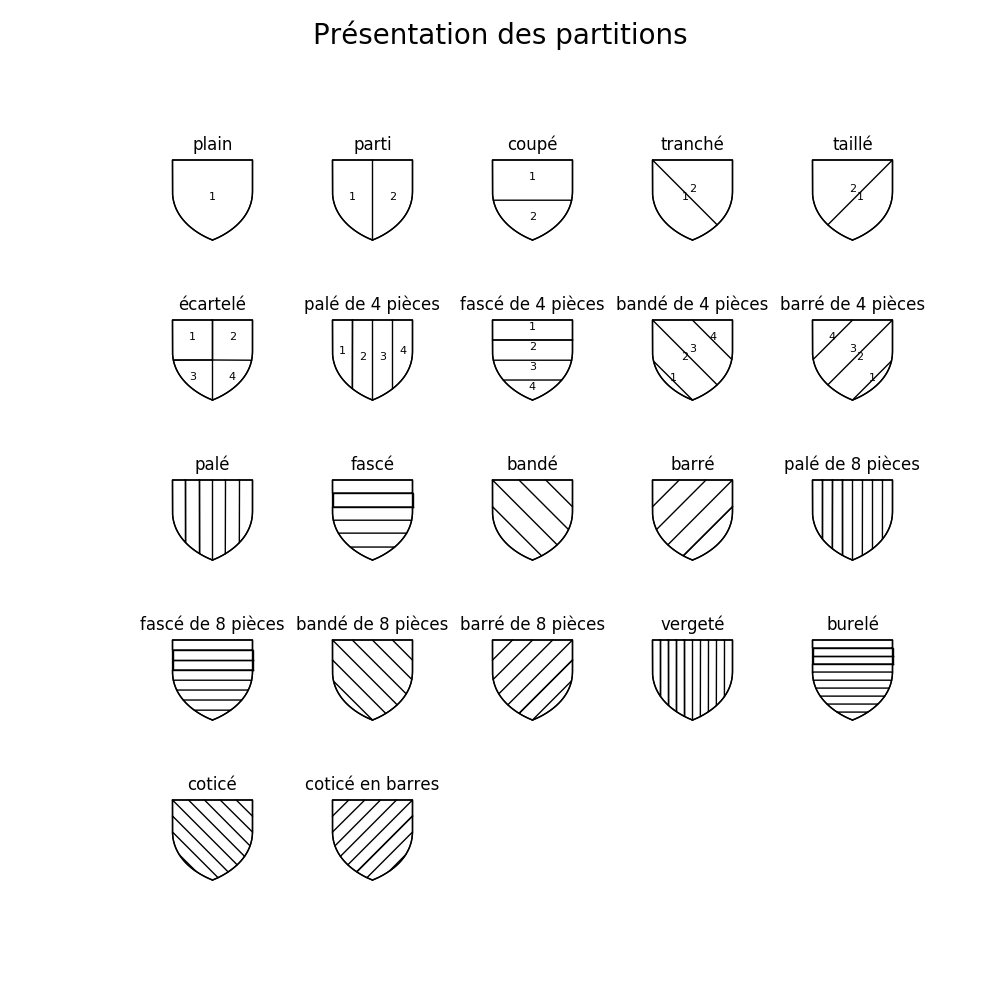 Présentation des partitions
plain parti coupé tranché taillé
1 1 2 1 2 2 1 2 1
écartelé palé de 4 pièces fascé de 4 pièces bandé de 4 pièces barré de 4 pièces
1 2 3 4 1 2 3 4 1 2 3 4 4 3 2 1 4 3 2 1
palé fascé bandé barré palé de 8 pièces
fascé de 8 pièces bandé de 8 pièces barré de 8 pièces vergeté burelé
coticé coticé en barres